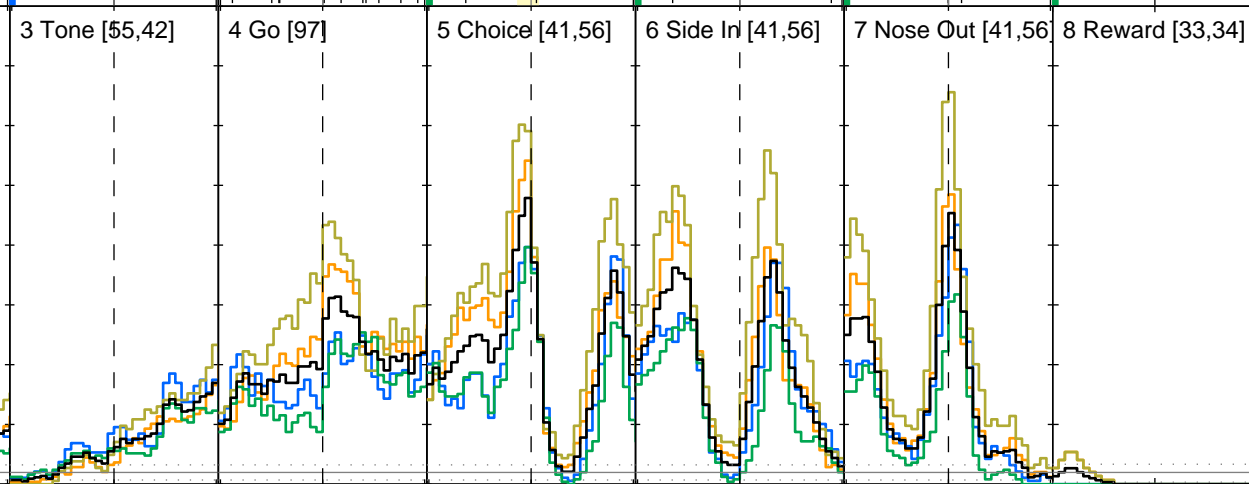 3 Tone [55,42]
4 Go [97]
5 Choice [41,56]
6 Side In [41,56]
7 Nose Out [41,56]
8 Reward [33,34]